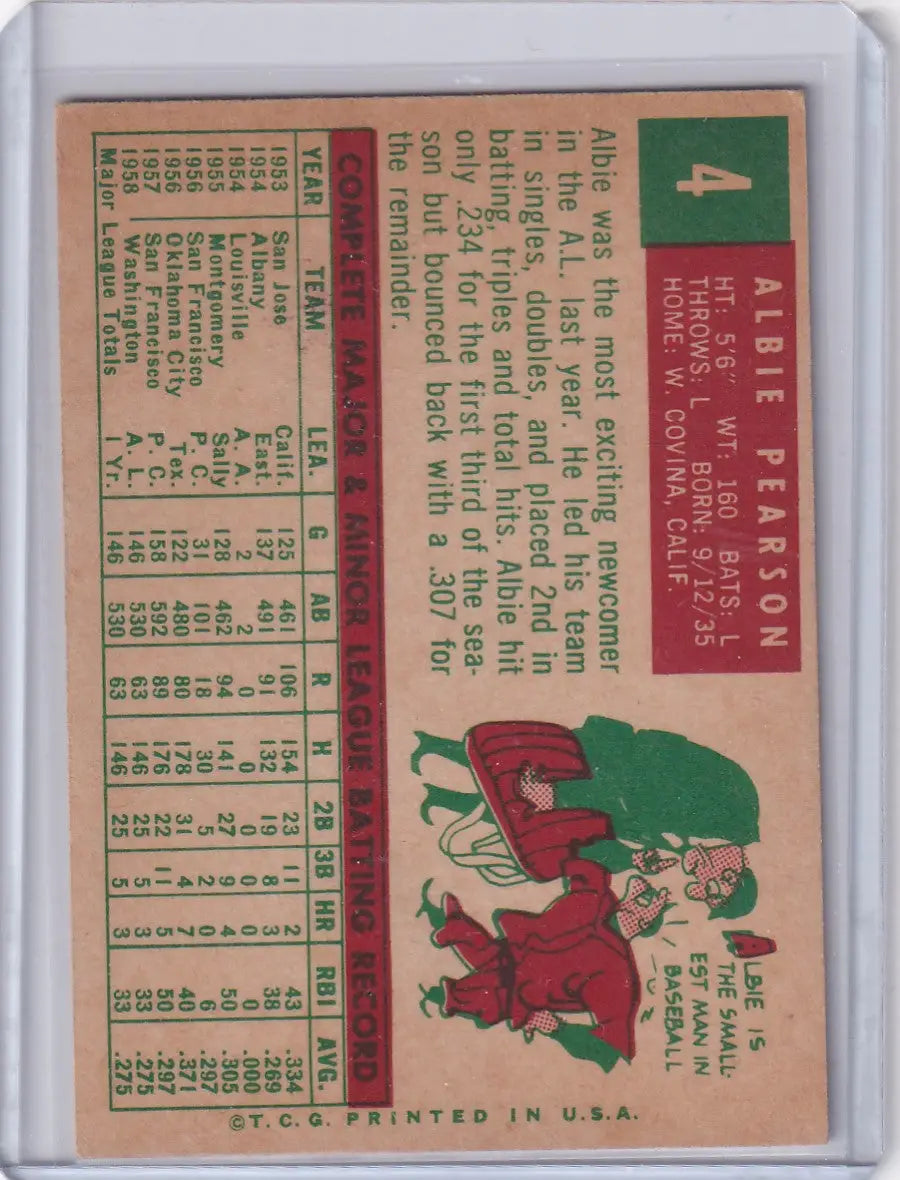 4
ALBIE PEARSON
HT: 5'6" WT: 160 BATS: L
THROWS: L BORN: 9/12/35
HOME: W. COVINA, CALIF.
Albie was the most exciting newcomer
in the A.L. last year. He led his team
in singles, doubles, and placed 2nd in
batting, triples and total hits. Albie hit
only .234 for the first third of the sea-
son but bounced back with a .307 for
the remainder.
ALBIE IS
THE SMALL-
EST MAN IN
BASEBALL
COMPLETE MAJOR & MINOR LEAGUE BATTING RECORD
YEAR TEAM LEA. G AB R H 2B 3B HR RBI AVG.
1953 San Jose Calif. 125 461 106 154 23 11 2 43 .334
1954 Albany East. 137 491 91 132 19 8 3 38 .269
1954 Louisville A. A. 2 2 0 0 0 0 0 0 .000
1955 Montgomery Sally 128 462 94 141 27 9 4 50 .305
1956 San Francisco P. C. 31 101 18 30 5 2 0 6 .297
1956 Oklahoma City Tex. 122 480 80 178 31 4 7 40 .371
1957 San Francisco P. C. 158 592 89 176 22 11 5 50 .297
1958 Washington A. L. 146 530 63 146 25 5 3 33 .275
Major League Totals 1 Yr. 146 530 63 146 25 5 3 33 .275
©T.C.G. PRINTED IN U.S.A.